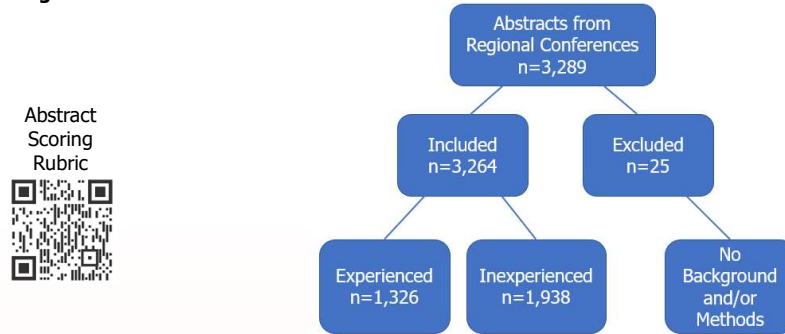 Abstracts from
Regional Conferences
n=3,289
Abstract
Scoring
Rubric
Included
n=3,264
Excluded
n=25
Experienced
n=1,326
Inexperienced
n=1,938
No
Background
and/or
Methods